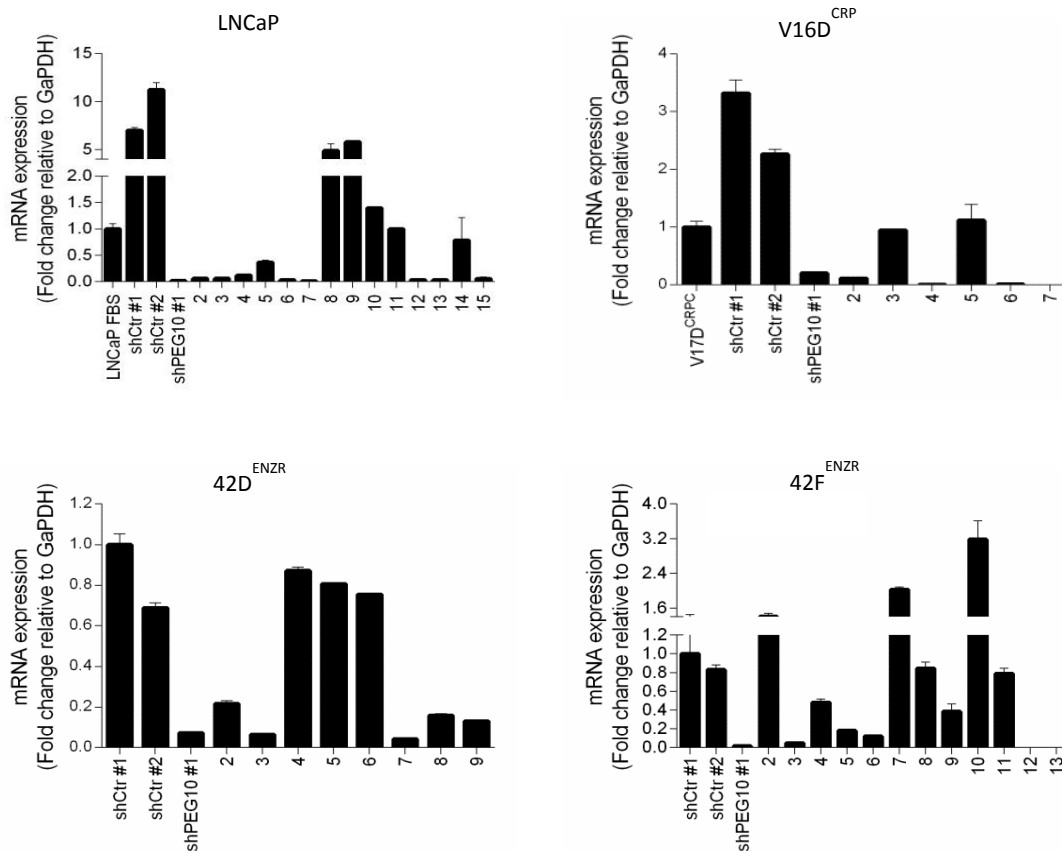 LNCaP
mRNA expression
(Fold change relative to GaPDH)
15
10
5
2.0
1.5
1.0
0.5
0.0
LNCaP FBS
shCtr #1
shCtr #2
shPEG10 #1
2
3
4
5
6
7
8
9
10
11
12
13
14
15
V16D^CRP
mRNA expression
(Fold change relative to GaPDH)
4
3
2
1
0
V17D^CRPC
shCtr #1
shCtr #2
shPEG10 #1
2
3
4
5
6
7
42D^ENZR
mRNA expression
(Fold change relative to GaPDH)
1.2
1.0
0.8
0.6
0.4
0.2
0.0
shCtr #1
shCtr #2
shPEG10 #1
2
3
4
5
6
7
8
9
42F^ENZR
mRNA expression
(Fold change relative to GaPDH)
4.0
3.2
2.4
1.6
1.2
1.0
0.8
0.6
0.4
0.2
0.0
shCtr #1
shCtr #2
shPEG10 #1
2
3
4
5
6
7
8
9
10
11
12
13